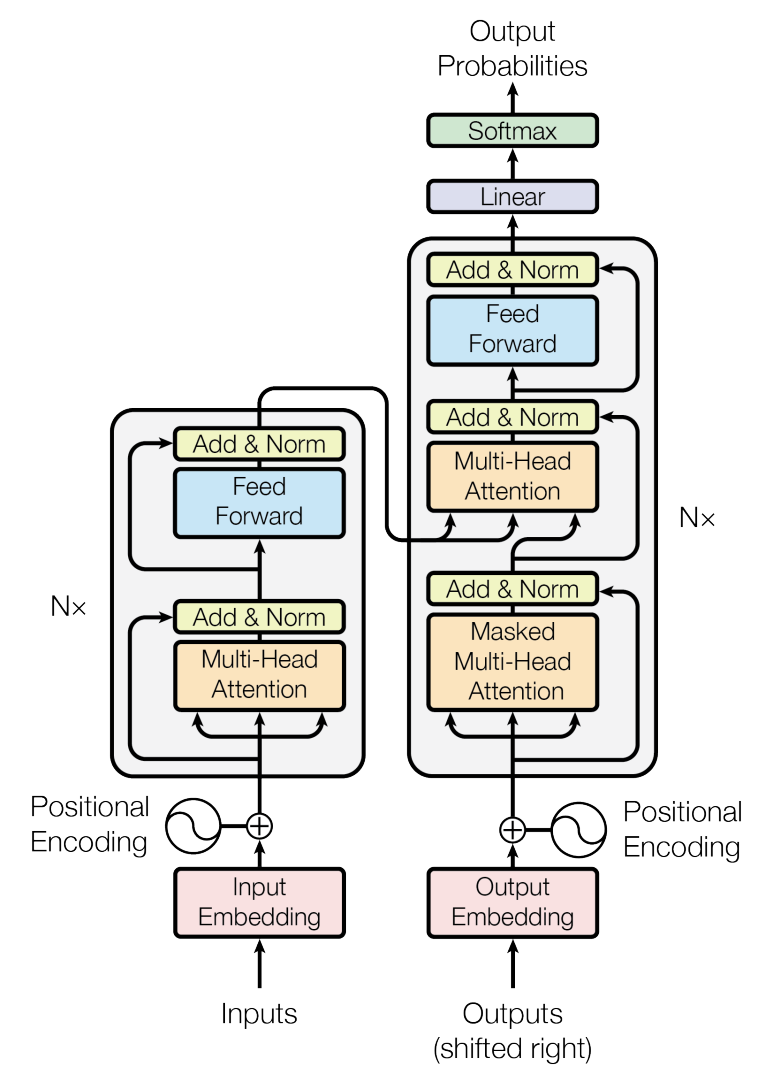 Output
Probabilities
Softmax
Linear
Add & Norm
Feed
Forward
Add & Norm
Multi-Head
Attention
N×
Add & Norm
Masked
Multi-Head
Attention
Add & Norm
Feed
Forward
N×
Add & Norm
Multi-Head
Attention
Positional
Encoding
Positional
Encoding
Input
Embedding
Output
Embedding
Inputs
Outputs
(shifted right)